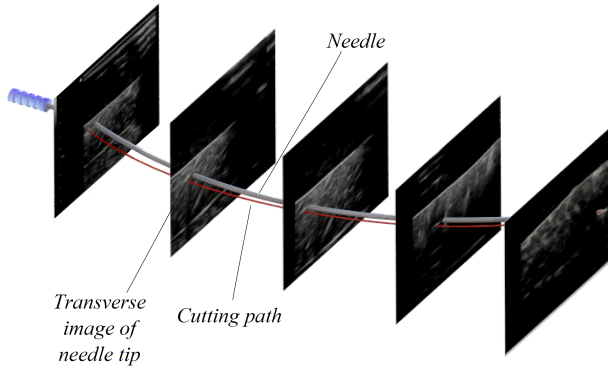 Needle
Transverse
image of
needle tip
Cutting path